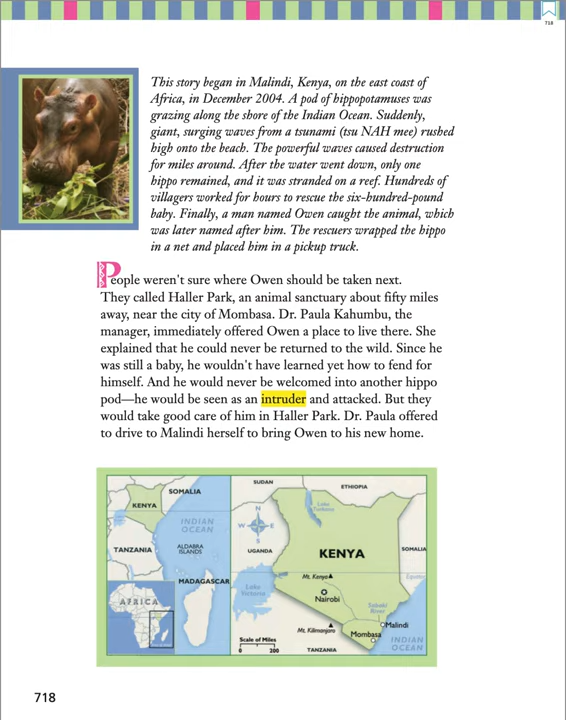 718
This story began in Malindi, Kenya, on the east coast of
Africa, in December 2004. A pod of hippopotamuses was
grazing along the shore of the Indian Ocean. Suddenly,
giant, surging waves from a tsunami (tsu NAH mee) rushed
high onto the beach. The powerful waves caused destruction
for miles around. After the water went down, only one
hippo remained, and it was stranded on a reef. Hundreds of
villagers worked for hours to rescue the six-hundred-pound
baby. Finally, a man named Owen caught the animal, which
was later named after him. The rescuers wrapped the hippo
in a net and placed him in a pickup truck.
People weren't sure where Owen should be taken next.
They called Haller Park, an animal sanctuary about fifty miles
away, near the city of Mombasa. Dr. Paula Kahumbu, the
manager, immediately offered Owen a place to live there. She
explained that he could never be returned to the wild. Since he
was still a baby, he wouldn't have learned yet how to fend for
himself. And he would never be welcomed into another hippo
pod—he would be seen as an intruder and attacked. But they
would take good care of him in Haller Park. Dr. Paula offered
to drive to Malindi herself to bring Owen to his new home.
SOMALIA
KENYA
INDIAN
OCEAN
TANZANIA
ALDABRA
ISLANDS
MADAGASCAR
AFRICA
SUDAN
ETHIOPIA
Lake
Turkana
N
W
E
S
UGANDA
KENYA
SOMALIA
Mt. Kenya
Equator
Lake
Victoria
Nairobi
Sabaki
River
Malindi
Mt. Kilimanjaro
Mombasa
INDIAN
OCEAN
Scale of Miles
0
200
TANZANIA
718